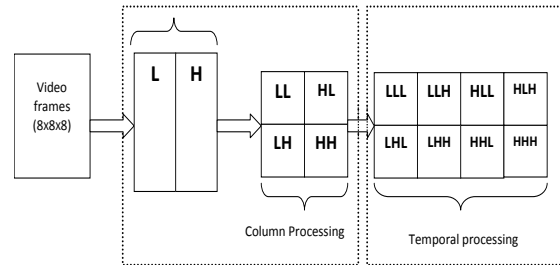 Video
frames
(8x8x8)
L H
LL HL
LH HH
LLL LLH HLL HLH
LHL LHH HHL HHH
Column Processing
Temporal processing